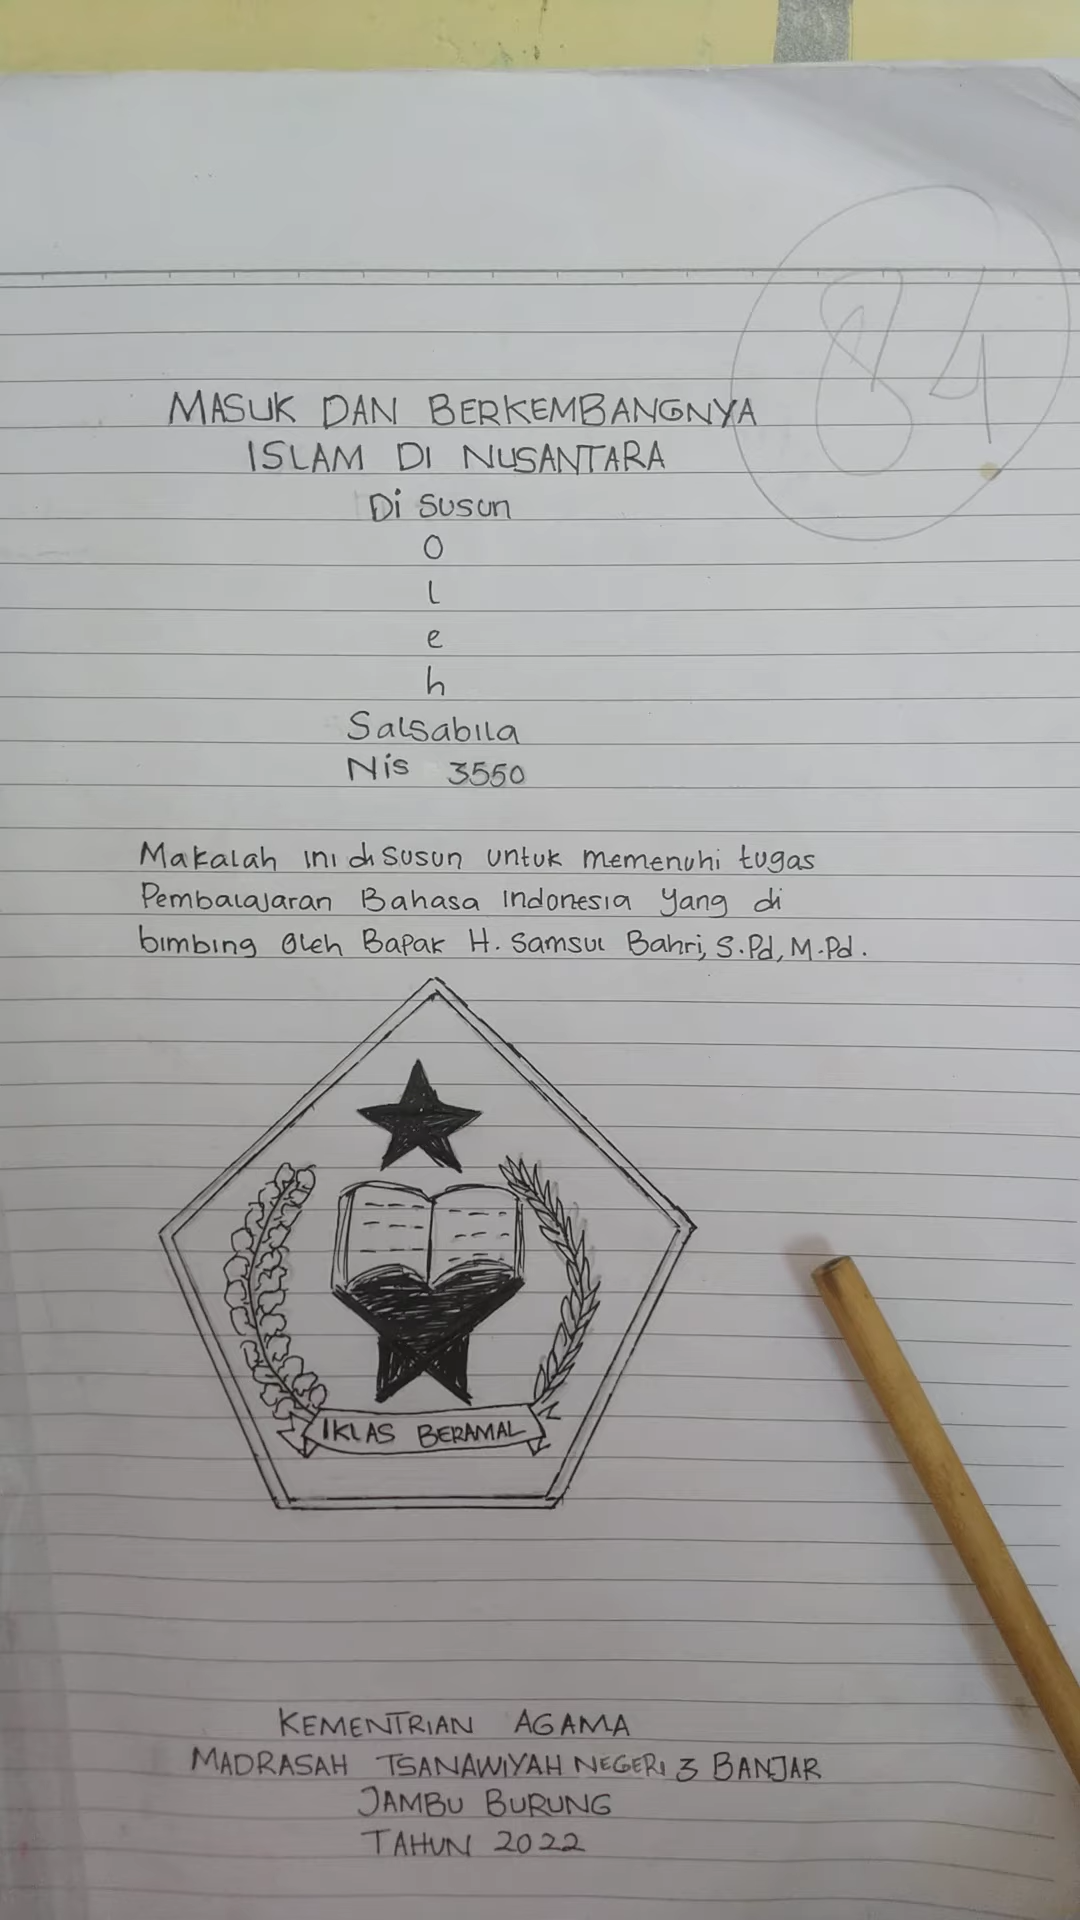 84
MASUK DAN BERKEMBANGNYA
ISLAM DI NUSANTARA
Di susun
O
l
e
h
Salsabila
Nis 3550
Makalah ini di susun untuk memenuhi tugas
Pembalajaran Bahasa Indonesia yang di
bimbing oleh Bapak H. Samsul Bahri, S.Pd, M.Pd.
IKLAS BERAMAL
KEMENTRIAN AGAMA
MADRASAH TSANAWIYAH NEGERI 3 BANJAR
JAMBU BURUNG
TAHUN 2022